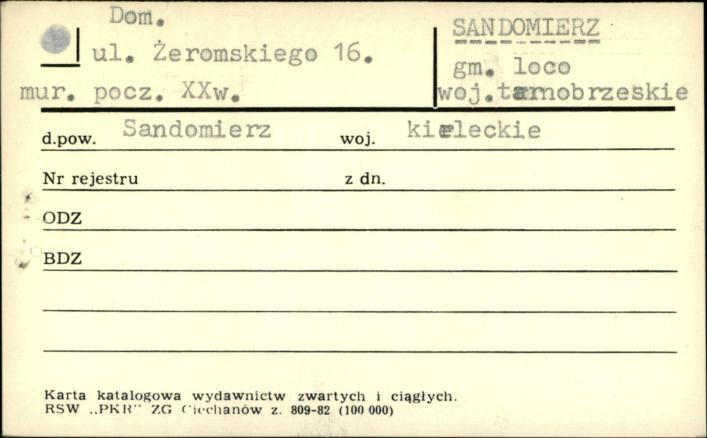 Dom.
ul. Żeromskiego 16.
mur. pocz. XXw.
SANDOMIERZ
gm. loco
woj.tarnobrzeskie
d.pow. Sandomierz woj. kieleckie
Nr rejestru z dn.
ODZ
BDZ
Karta katalogowa wydawnictw zwartych i ciągłych.
RSW „PKR" ZG Ciechanów z. 809-82 (100 000)